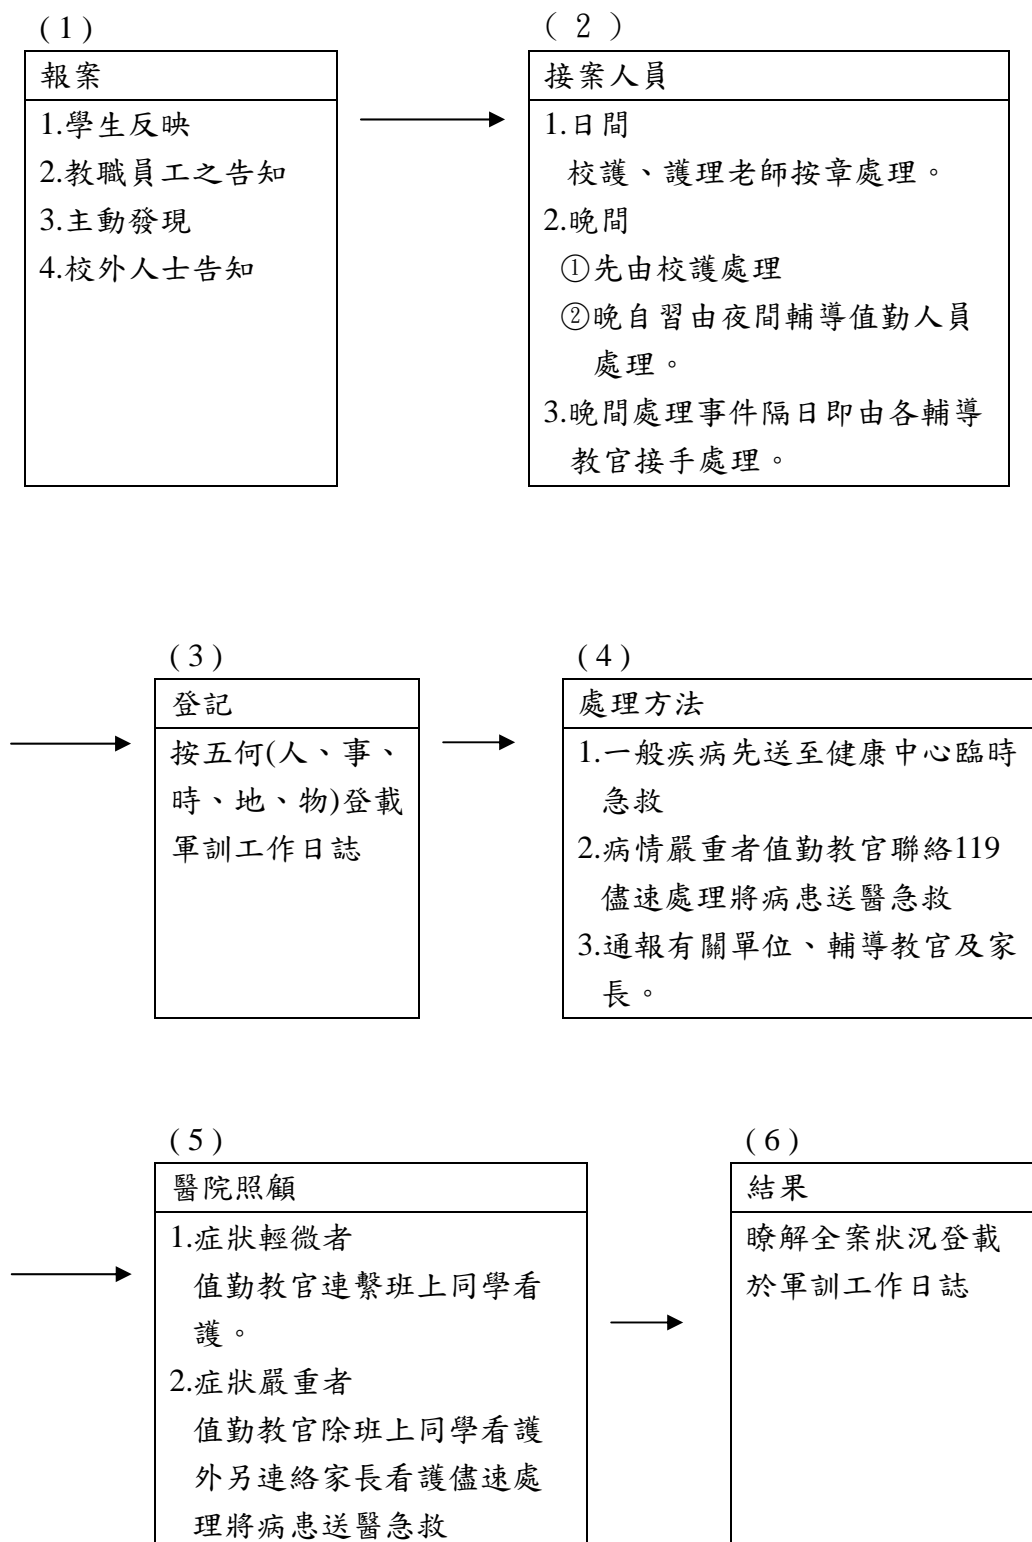 (1)
報案
1.學生反映
2.教職員工之告知
3.主動發現
4.校外人士告知
(2)
接案人員
1.日間
校護、護理老師按章處理。
2.晚間
①先由校護處理
②晚自習由夜間輔導值勤人員
處理。
3.晚間處理事件隔日即由各輔導
教官接手處理。
(3)
登記
按五何(人、事、
時、地、物)登載
軍訓工作日誌
(4)
處理方法
1.一般疾病先送至健康中心臨時
急救
2.病情嚴重者值勤教官聯絡119
儘速處理將病患送醫急救
3.通報有關單位、輔導教官及家
長。
(5)
醫院照顧
1.症狀輕微者
值勤教官連繫班上同學看
護。
2.症狀嚴重者
值勤教官除班上同學看護
外另連絡家長看護儘速處
理將病患送醫急救
(6)
結果
瞭解全案狀況登載
於軍訓工作日誌